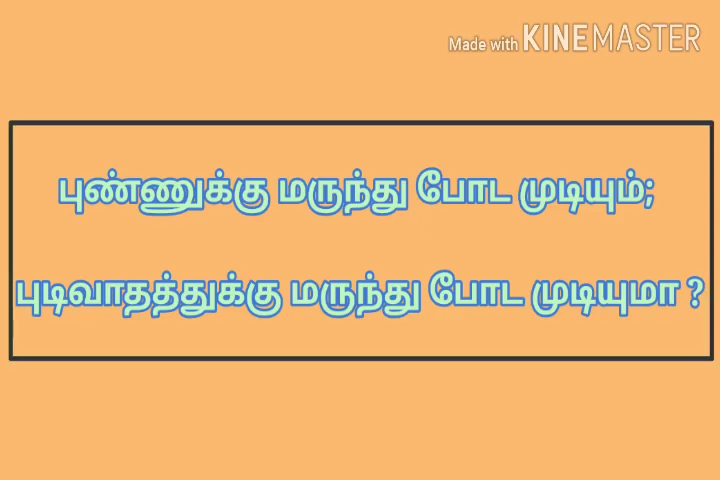 Made with KINEMASTER
புண்ணுக்கு மருந்து போட முடியும்;
புடிவாதத்துக்கு மருந்து போட முடியுமா ?